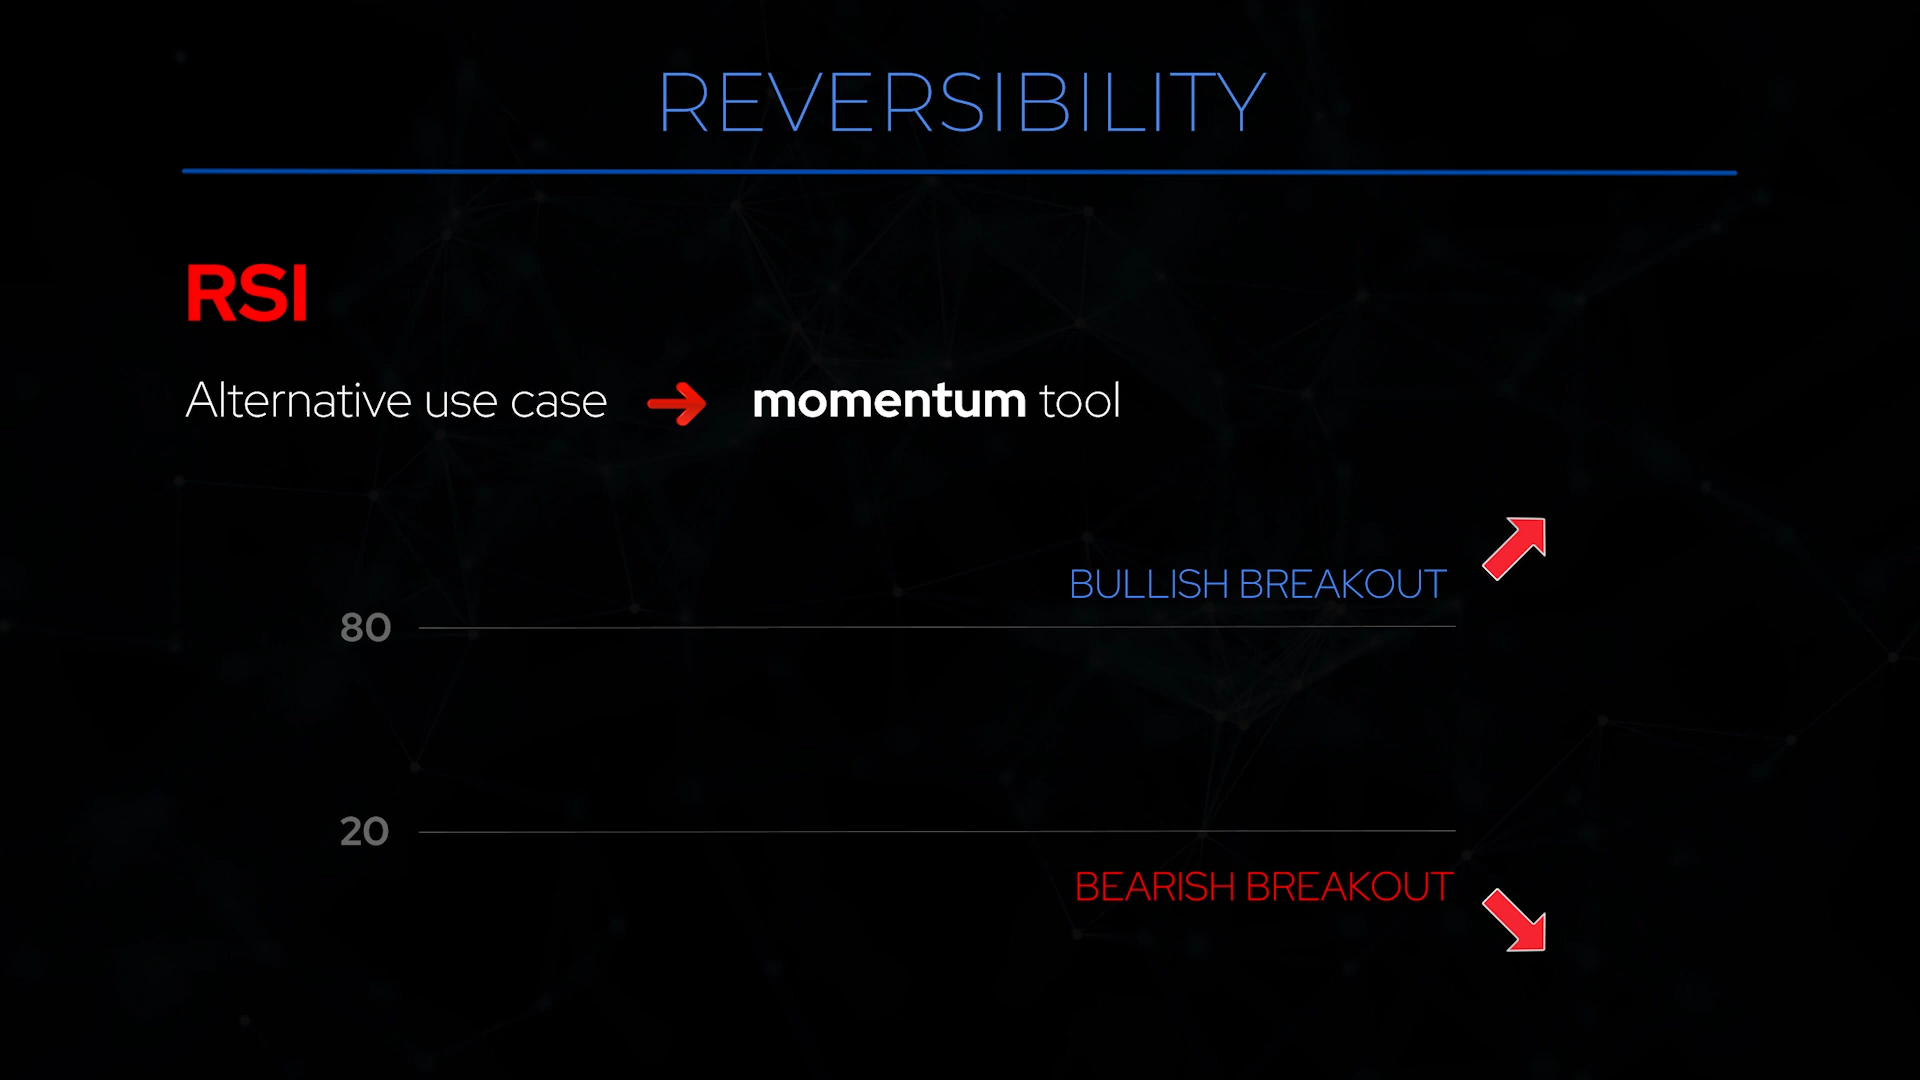 REVERSIBILITY
RSI
Alternative use case momentum tool
BULLISH BREAKOUT
80
20
BEARISH BREAKOUT